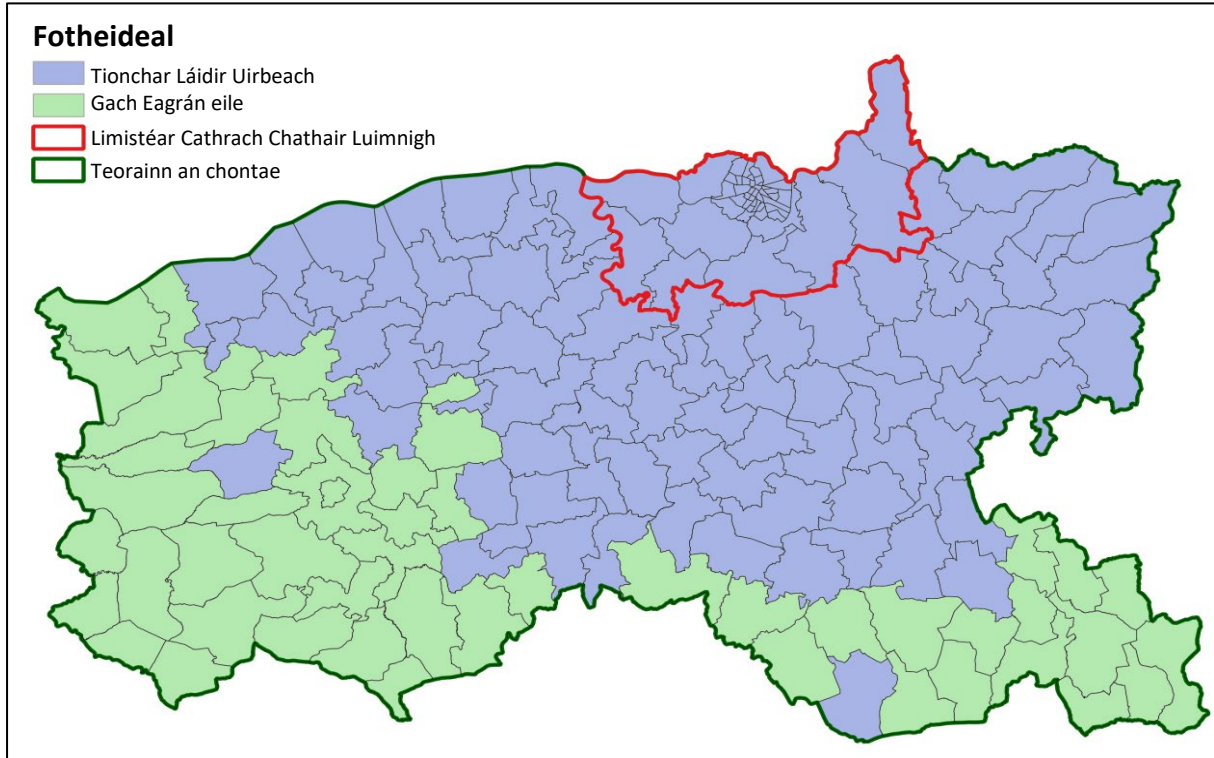 Fotheideal
Tionchar Láidir Uirbeach
Gach Eagrán eile
Limistéar Cathrach Chathair Luimnigh
Teorainn an chontae